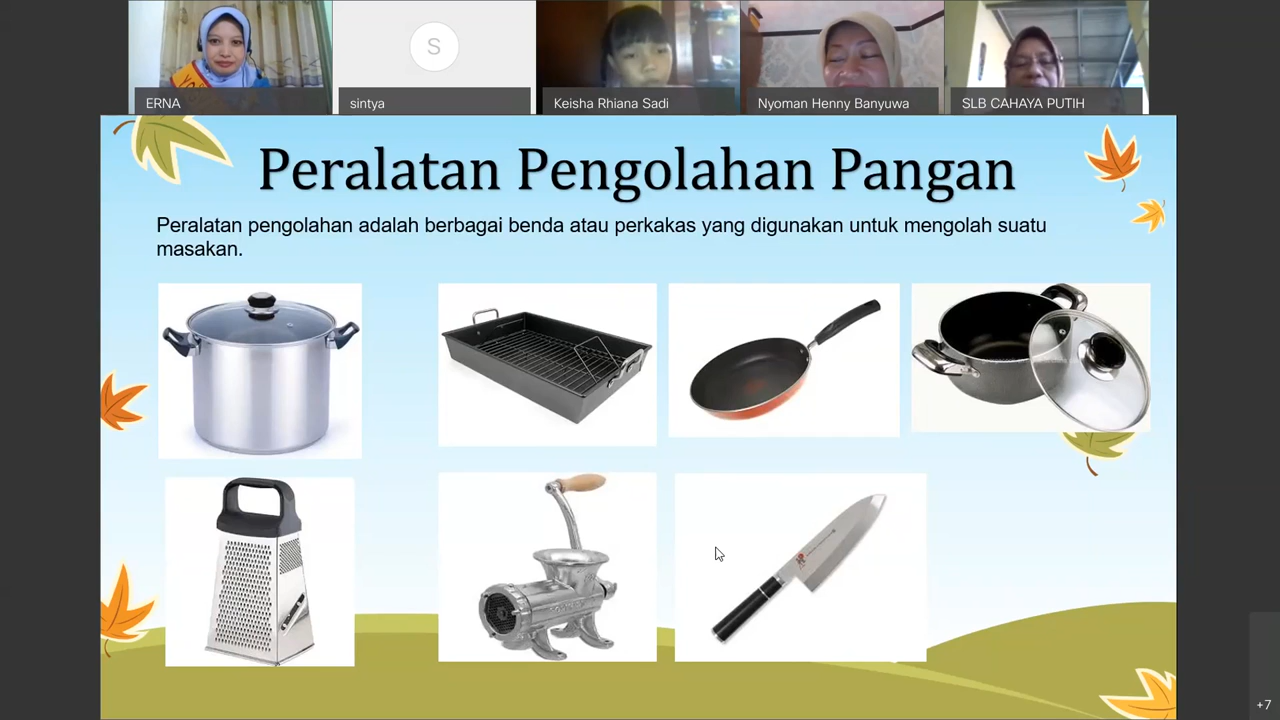 ERNA
S
sintya
Keisha Rhiana Sadi
Nyoman Henny Banyuwa
SLB CAHAYA PUTIH
Peralatan Pengolahan Pangan
Peralatan pengolahan adalah berbagai benda atau perkakas yang digunakan untuk mengolah suatu
masakan.
+7